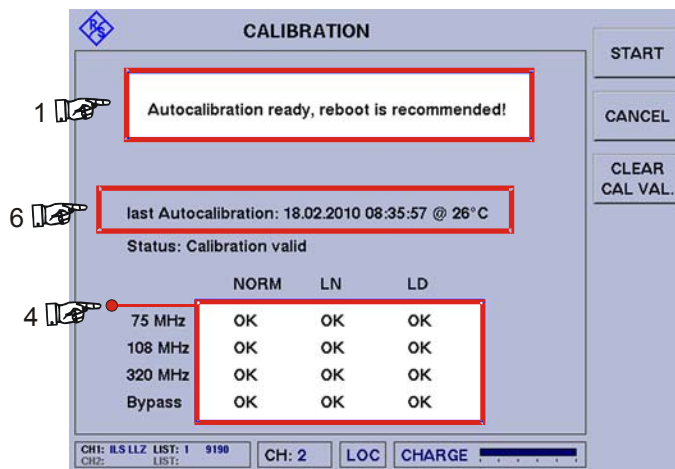 R&S
CALIBRATION
START
1
Autocalibration ready, reboot is recommended!
CANCEL
CLEAR
CAL VAL.
6
last Autocalibration: 18.02.2010 08:35:57 @ 26°C
Status: Calibration valid
NORM LN LD
4
75 MHz OK OK OK
108 MHz OK OK OK
320 MHz OK OK OK
Bypass OK OK OK
CH1: ILS LLZ LIST: 1 9190
CH2: LIST:
CH: 2
LOC
CHARGE